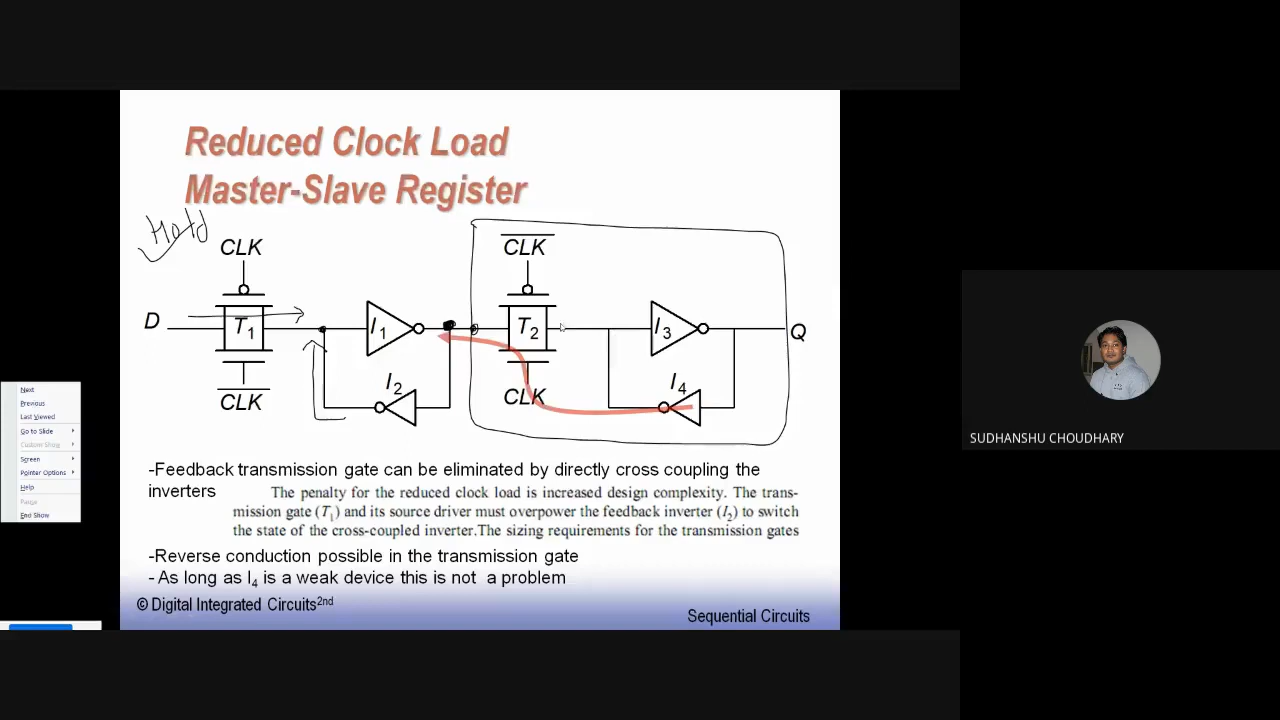 Reduced Clock Load
Master-Slave Register
Hold
CLK
CLK
D
T1
I1
T2
I3
Q
I2
I4
CLK
CLK
-Feedback transmission gate can be eliminated by directly cross coupling the
inverters
The penalty for the reduced clock load is increased design complexity. The trans-
mission gate (T1) and its source driver must overpower the feedback inverter (I2) to switch
the state of the cross-coupled inverter.The sizing requirements for the transmission gates
-Reverse conduction possible in the transmission gate
- As long as I4 is a weak device this is not a problem
© Digital Integrated Circuits2nd
Sequential Circuits
Next
Previous
Last Viewed
Go to Slide
Custom Show
Screen
Pointer Options
Help
Pause
End Show
SUDHANSHU CHOUDHARY